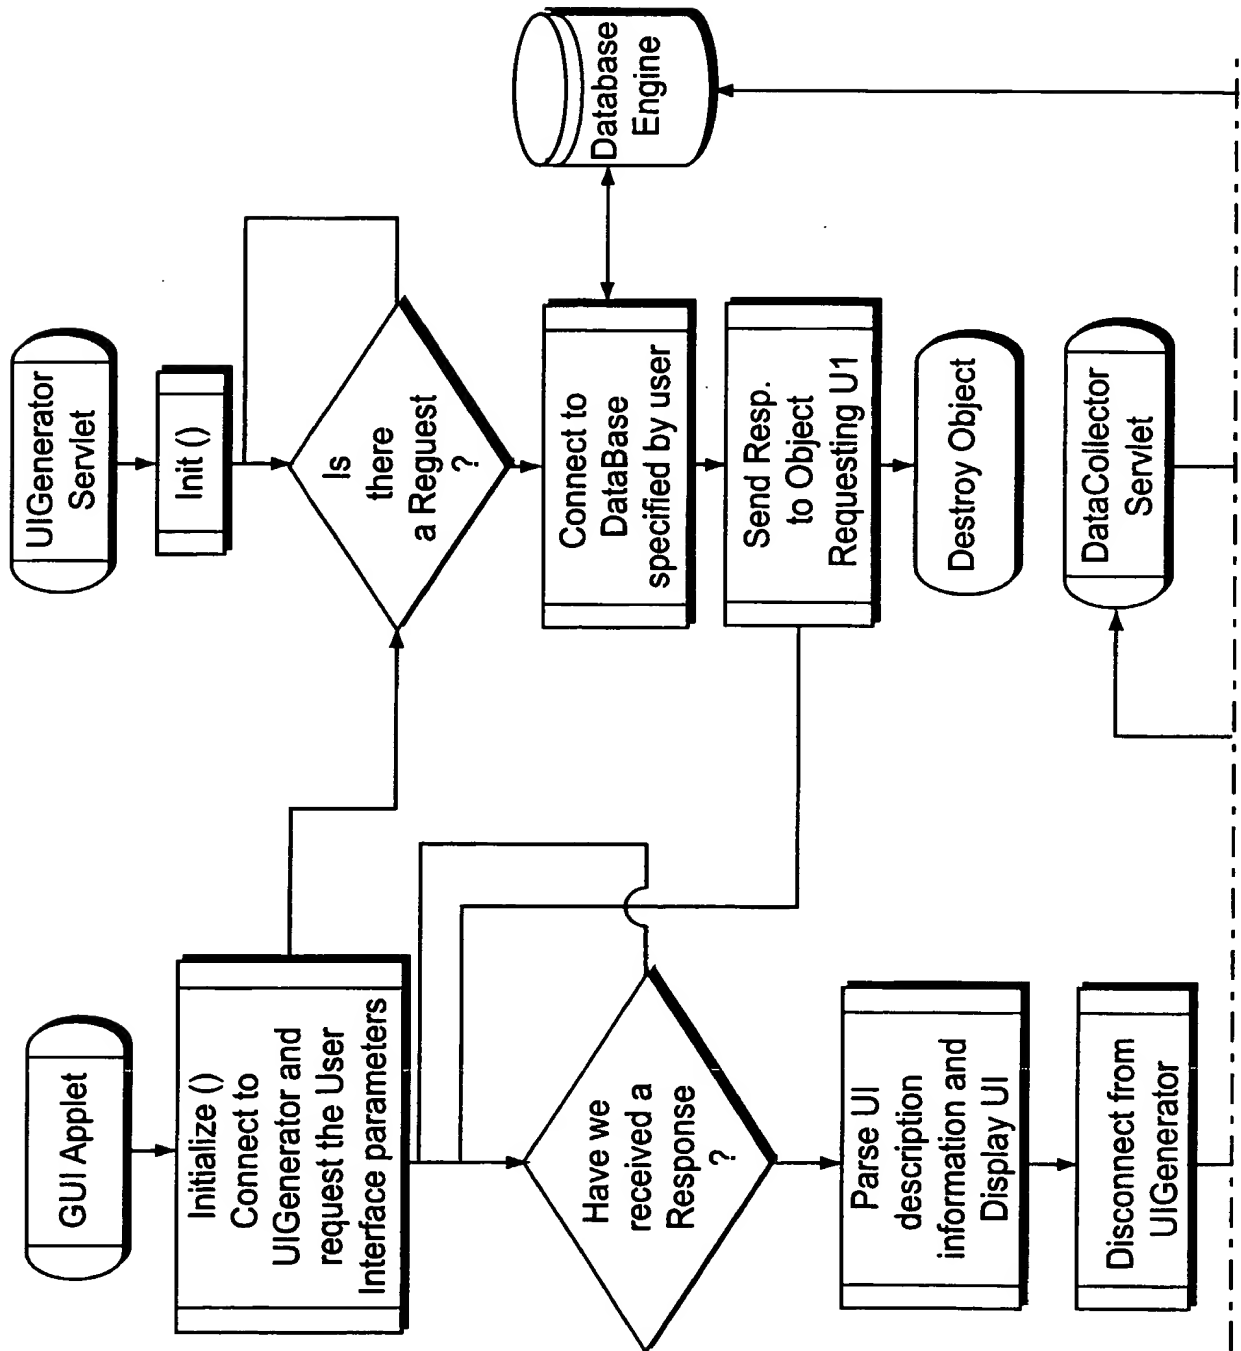 GUI Applet
Initialize ()
Connect to
UIGenerator and
request the User
Interface parameters
Have we
received a
Response
?
Parse UI
description
information and
Display UI
Disconnect from
UIGenerator
UIGenerator
Servlet
Init ()
Is
there
a Reguest
?
Connect to
DataBase
specified by user
Send Resp.
to Object
Requesting U1
Destroy Object
DataCollector
Servlet
Database
Engine